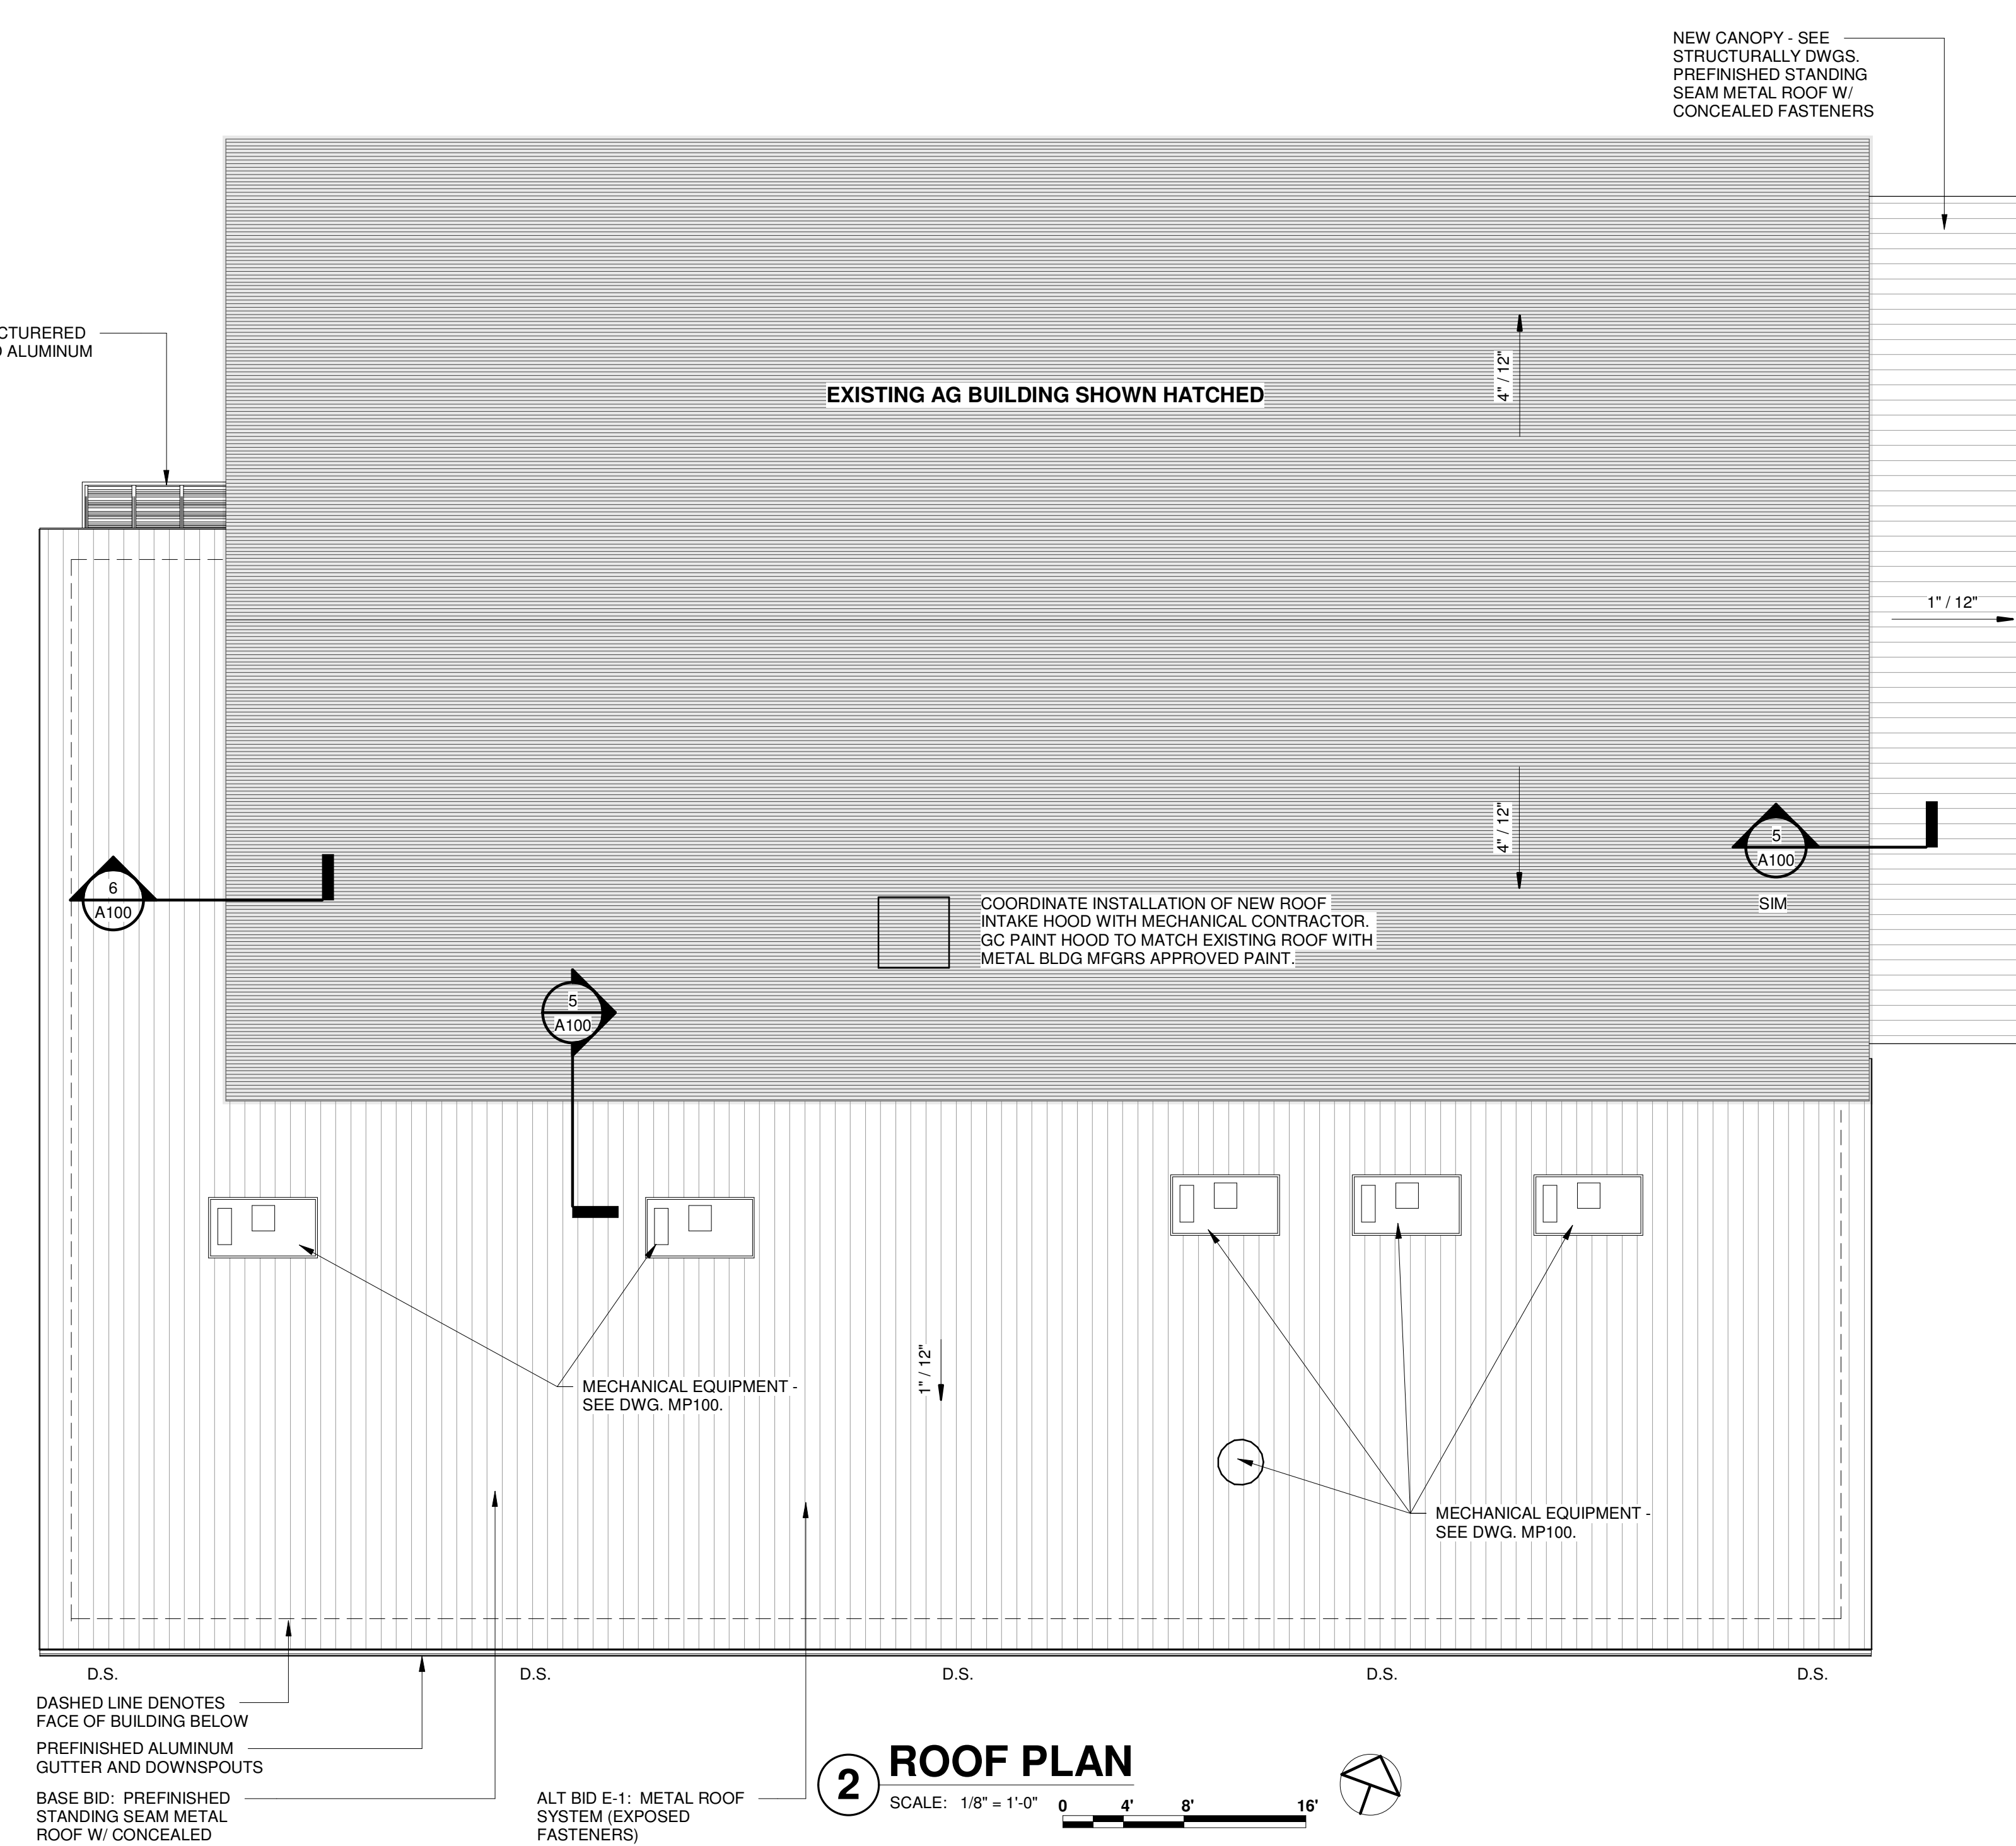 NEW CANOPY - SEE
STRUCTURALLY DWGS.
PREFINISHED STANDING
SEAM METAL ROOF W/
CONCEALED FASTENERS
CTURERED
ALUMINUM
EXISTING AG BUILDING SHOWN HATCHED
4" / 12"
1" / 12"
4" / 12"
5
A100
SIM
6
A100
COORDINATE INSTALLATION OF NEW ROOF
INTAKE HOOD WITH MECHANICAL CONTRACTOR.
GC PAINT HOOD TO MATCH EXISTING ROOF WITH
METAL BLDG MFGRS APPROVED PAINT.
5
A100
MECHANICAL EQUIPMENT -
SEE DWG. MP100.
1" / 12"
MECHANICAL EQUIPMENT -
SEE DWG. MP100.
D.S. D.S. D.S. D.S. D.S.
DASHED LINE DENOTES
FACE OF BUILDING BELOW
PREFINISHED ALUMINUM
GUTTER AND DOWNSPOUTS
BASE BID: PREFINISHED
STANDING SEAM METAL
ROOF W/ CONCEALED
ALT BID E-1: METAL ROOF
SYSTEM (EXPOSED
FASTENERS)
2
ROOF PLAN
SCALE: 1/8" = 1'-0"
0 4' 8' 16'